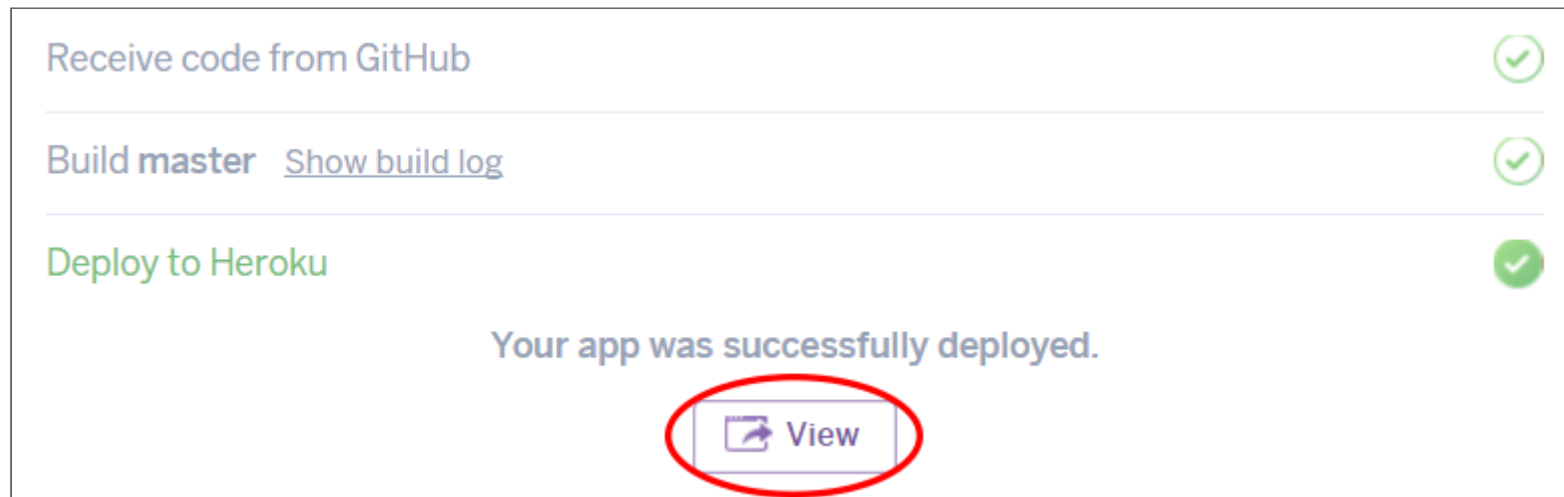 Receive code from GitHub
Build master Show build log
Deploy to Heroku
Your app was successfully deployed.
View